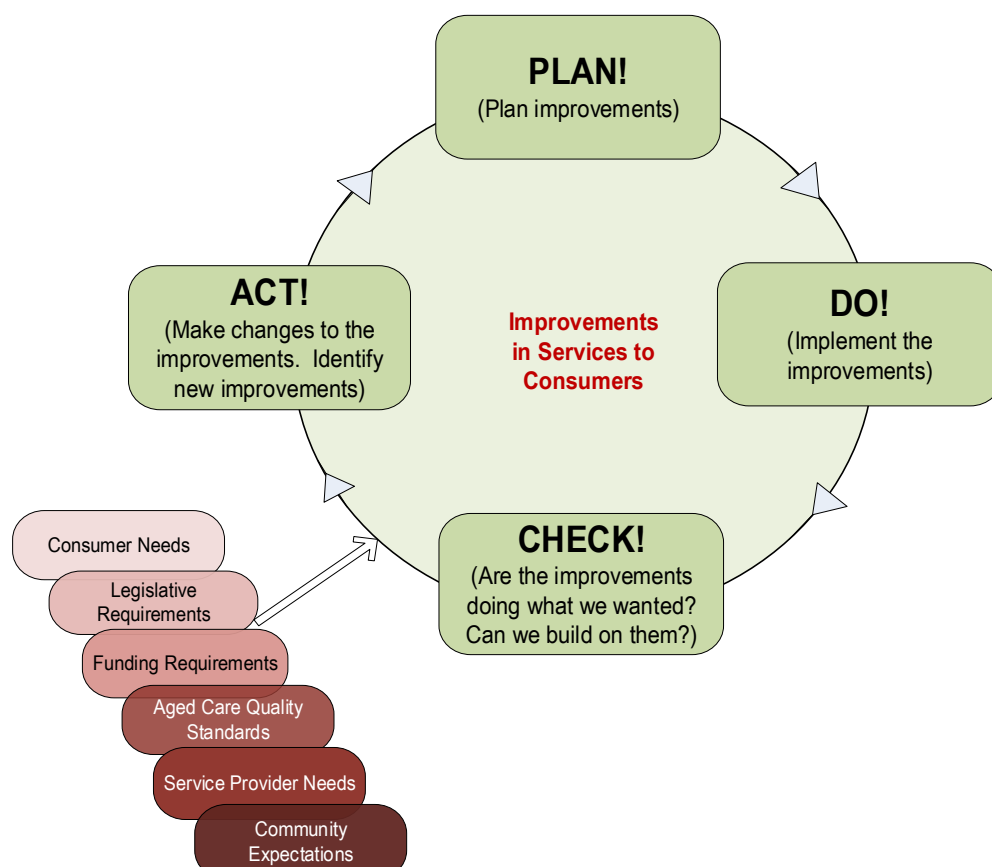 PLAN!
(Plan improvements)
ACT!
(Make changes to the
improvements.  Identify
new improvements)
Improvements
in Services to
Consumers
DO!
(Implement the
improvements)
CHECK!
(Are the improvements
doing what we wanted?
Can we build on them?)
Consumer Needs
Legislative
Requirements
Funding Requirements
Aged Care Quality
Standards
Service Provider Needs
Community
Expectations